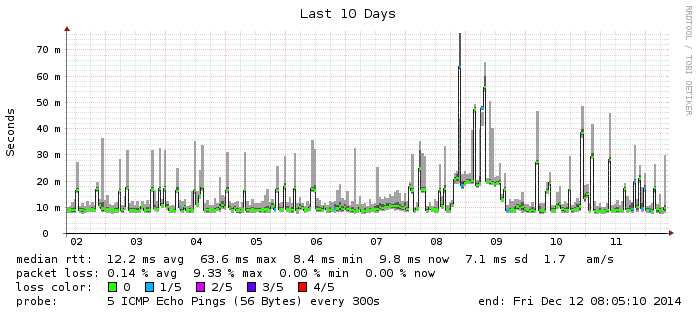 Last 10 Days
RRDTOOL / TOBI OETIKER
Seconds
70 m
60 m
50 m
40 m
30 m
20 m
10 m
0
02 03 04 05 06 07 08 09 10 11
median rtt: 12.2 ms avg 63.6 ms max 8.4 ms min 9.8 ms now 7.1 ms sd 1.7 am/s
packet loss: 0.14 % avg 9.33 % max 0.00 % min 0.00 % now
loss color: 0 1/5 2/5 3/5 4/5
probe: 5 ICMP Echo Pings (56 Bytes) every 300s end: Fri Dec 12 08:05:10 2014